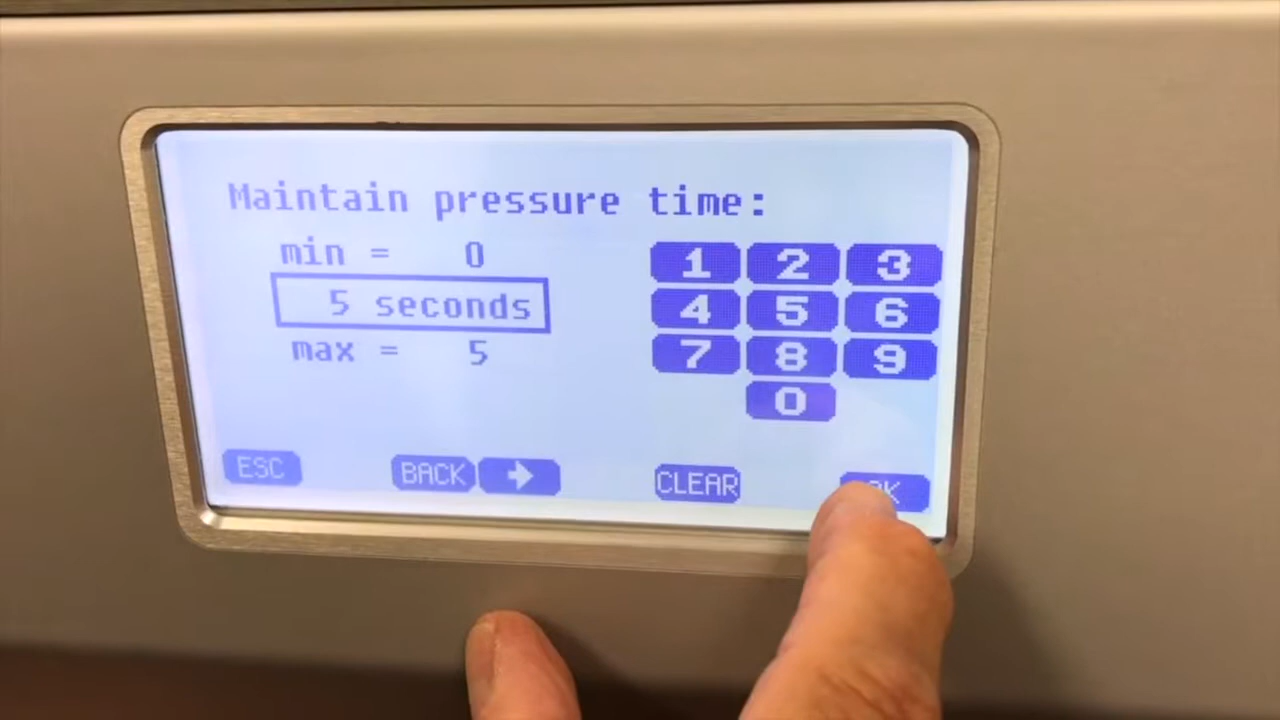 Maintain pressure time:
min = 0
5 seconds
max = 5
1 2 3
4 5 6
7 8 9
0
ESC BACK CLEAR